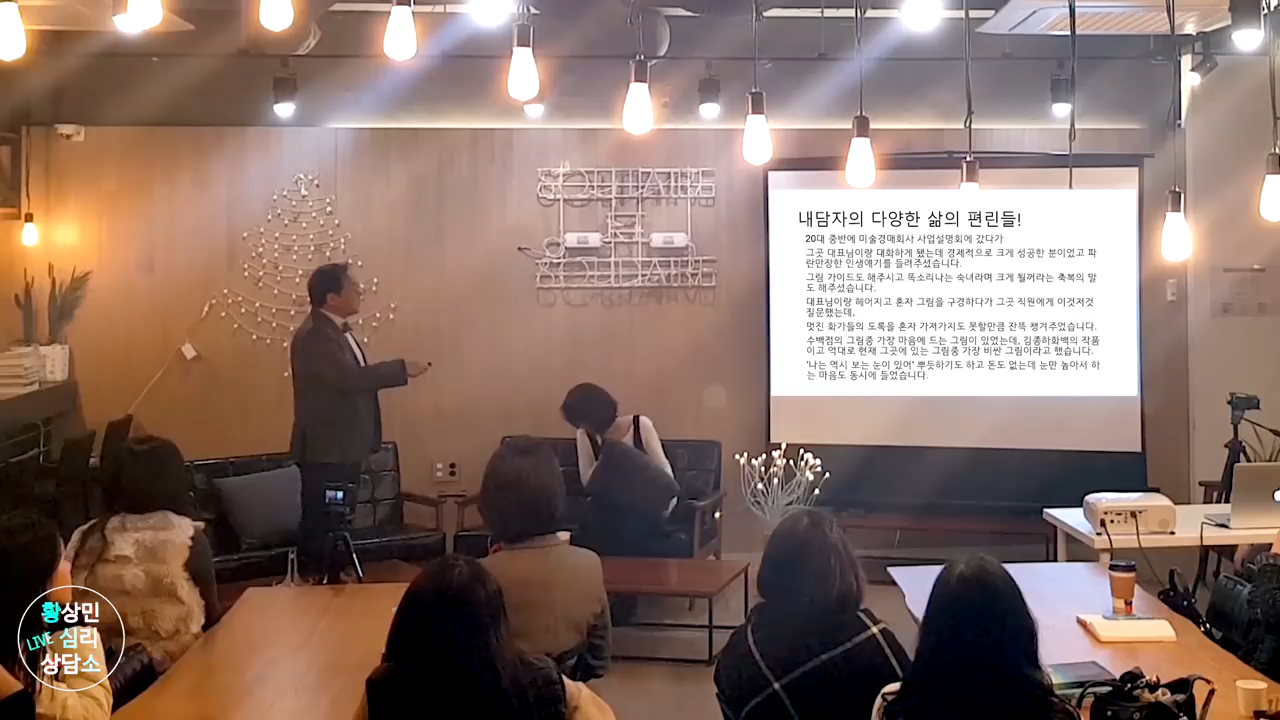 내담자의 다양한 삶의 편린들!
20대 중반에 미술경매회사 사업설명회에 갔다가
그곳 대표님이랑 대화하게 됐는데 경제적으로 크게 성공한 분이었고 파
란만장한 인생얘기를 들려주셨습니다.
그림 가이드도 해주시고 똑소리나는 숙녀라며 크게 될꺼라는 축복의 말
도 해주셨습니다.
대표님이랑 헤어지고 혼자 그림을 구경하다가 그곳 직원에게 이것저것
질문했는데,
멋진 화가들의 도록을 혼자 가져가지도 못할만큼 잔뜩 챙겨주었습니다.
수백점의 그림중 가장 마음에 드는 그림이 있었는데, 김종하화백의 작품
이고 억대로 현재 그곳에 있는 그림중 가장 비싼 그림이라고 했습니다.
'나는 역시 보는 눈이 있어' 뿌듯하기도 하고 돈도 없는데 눈만 높아서 하
는 마음도 동시에 들었습니다.
황상민
LIVE 심리
상담소